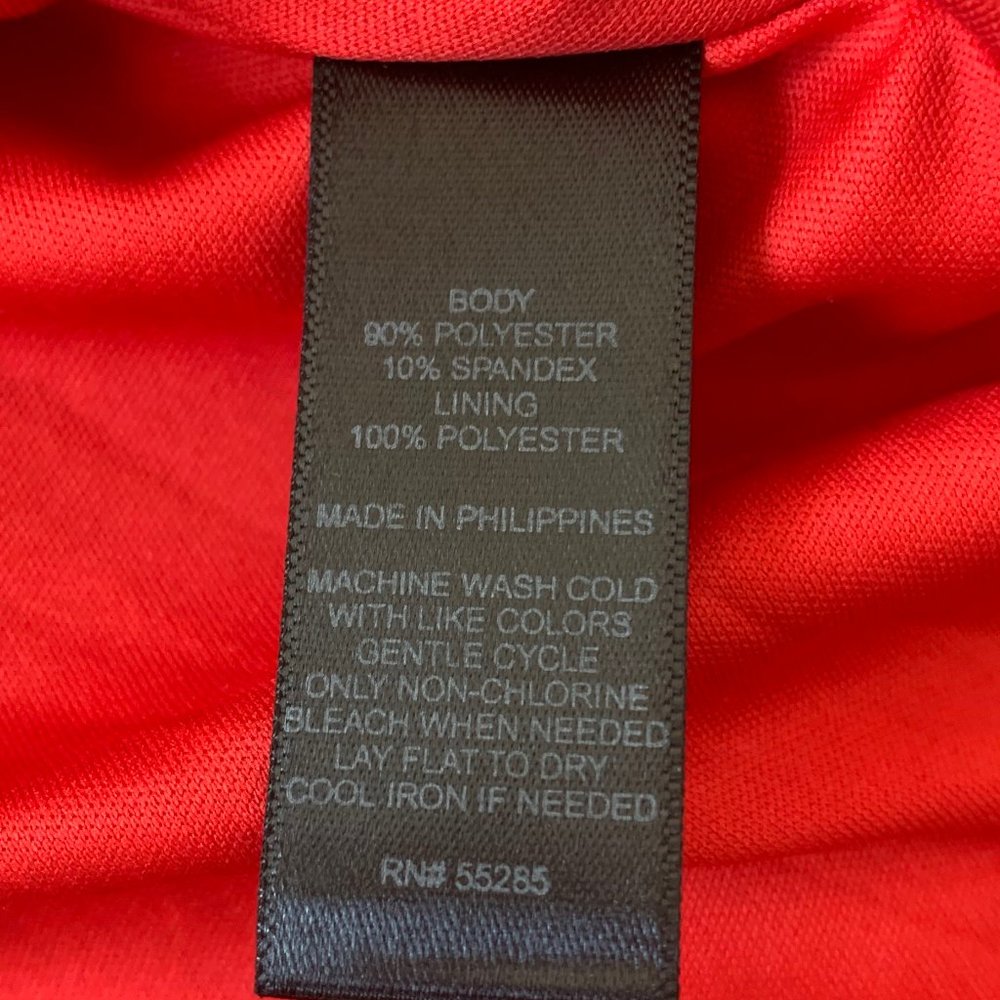 BODY
90% POLYESTER
10% SPANDEX
LINING
100% POLYESTER
MADE IN PHILIPPINES
MACHINE WASH COLD
WITH LIKE COLORS
GENTLE CYCLE
ONLY NON-CHLORINE
BLEACH WHEN NEEDED
LAY FLAT TO DRY
COOL IRON IF NEEDED
RN# 55285